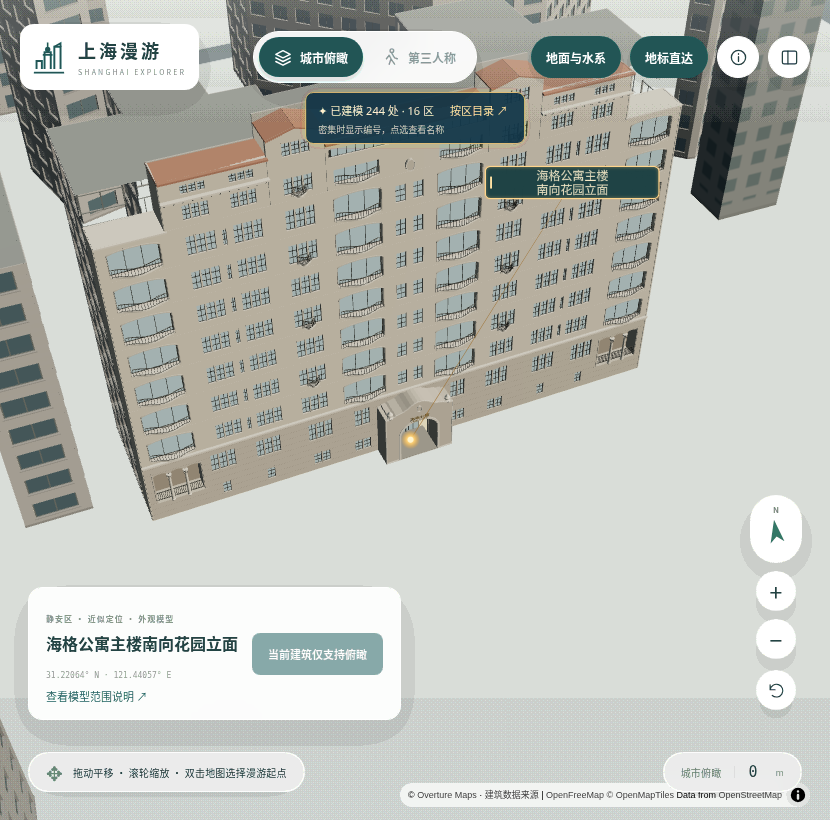 上海漫游
SHANGHAI EXPLORER
城市俯瞰
第三人称
地面与水系
地标直达
✦ 已建模 244 处 · 16 区 按区目录 ↗
密集时显示编号，点选查看名称
海格公寓主楼
南向花园立面
N
静安区 · 近似定位 · 外观模型
海格公寓主楼南向花园立面
当前建筑仅支持俯瞰
31.22064° N · 121.44057° E
查看模型范围说明 ↗
拖动平移 · 滚轮缩放 · 双击地图选择漫游起点
城市俯瞰 0 m
© Overture Maps · 建筑数据来源 | OpenFreeMap © OpenMapTiles Data from OpenStreetMap